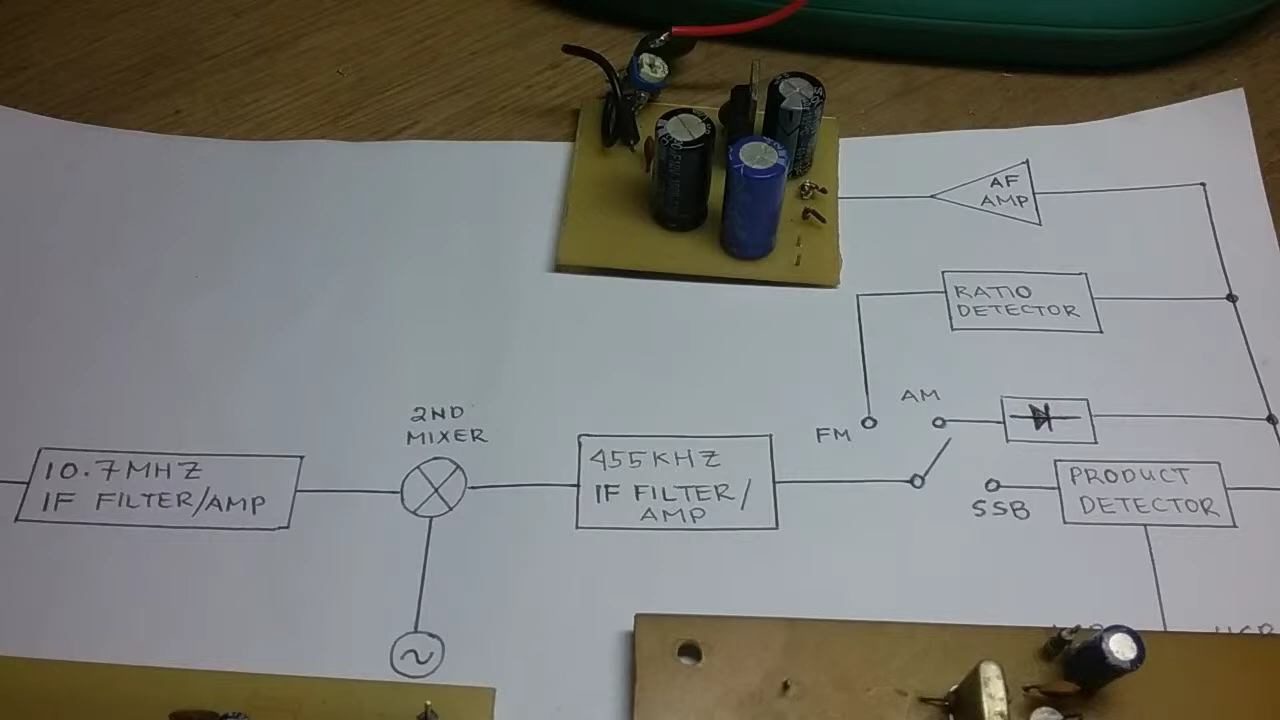 AF
AMP
RATIO
DETECTOR
AM
FM
2ND
MIXER
10.7MHZ
IF FILTER/AMP
455KHZ
IF FILTER/
AMP
PRODUCT
DETECTOR
SSB